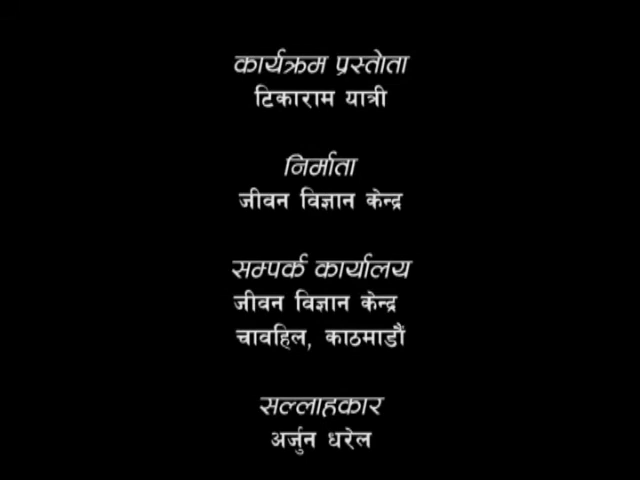 कार्यक्रम प्रस्तोता
टिकाराम यात्री
निर्माता
जीवन विज्ञान केन्द्र
सम्पर्क कार्यालय
जीवन विज्ञान केन्द्र
चावहिल, काठमाडौं
सल्लाहकार
अर्जुन धरेल